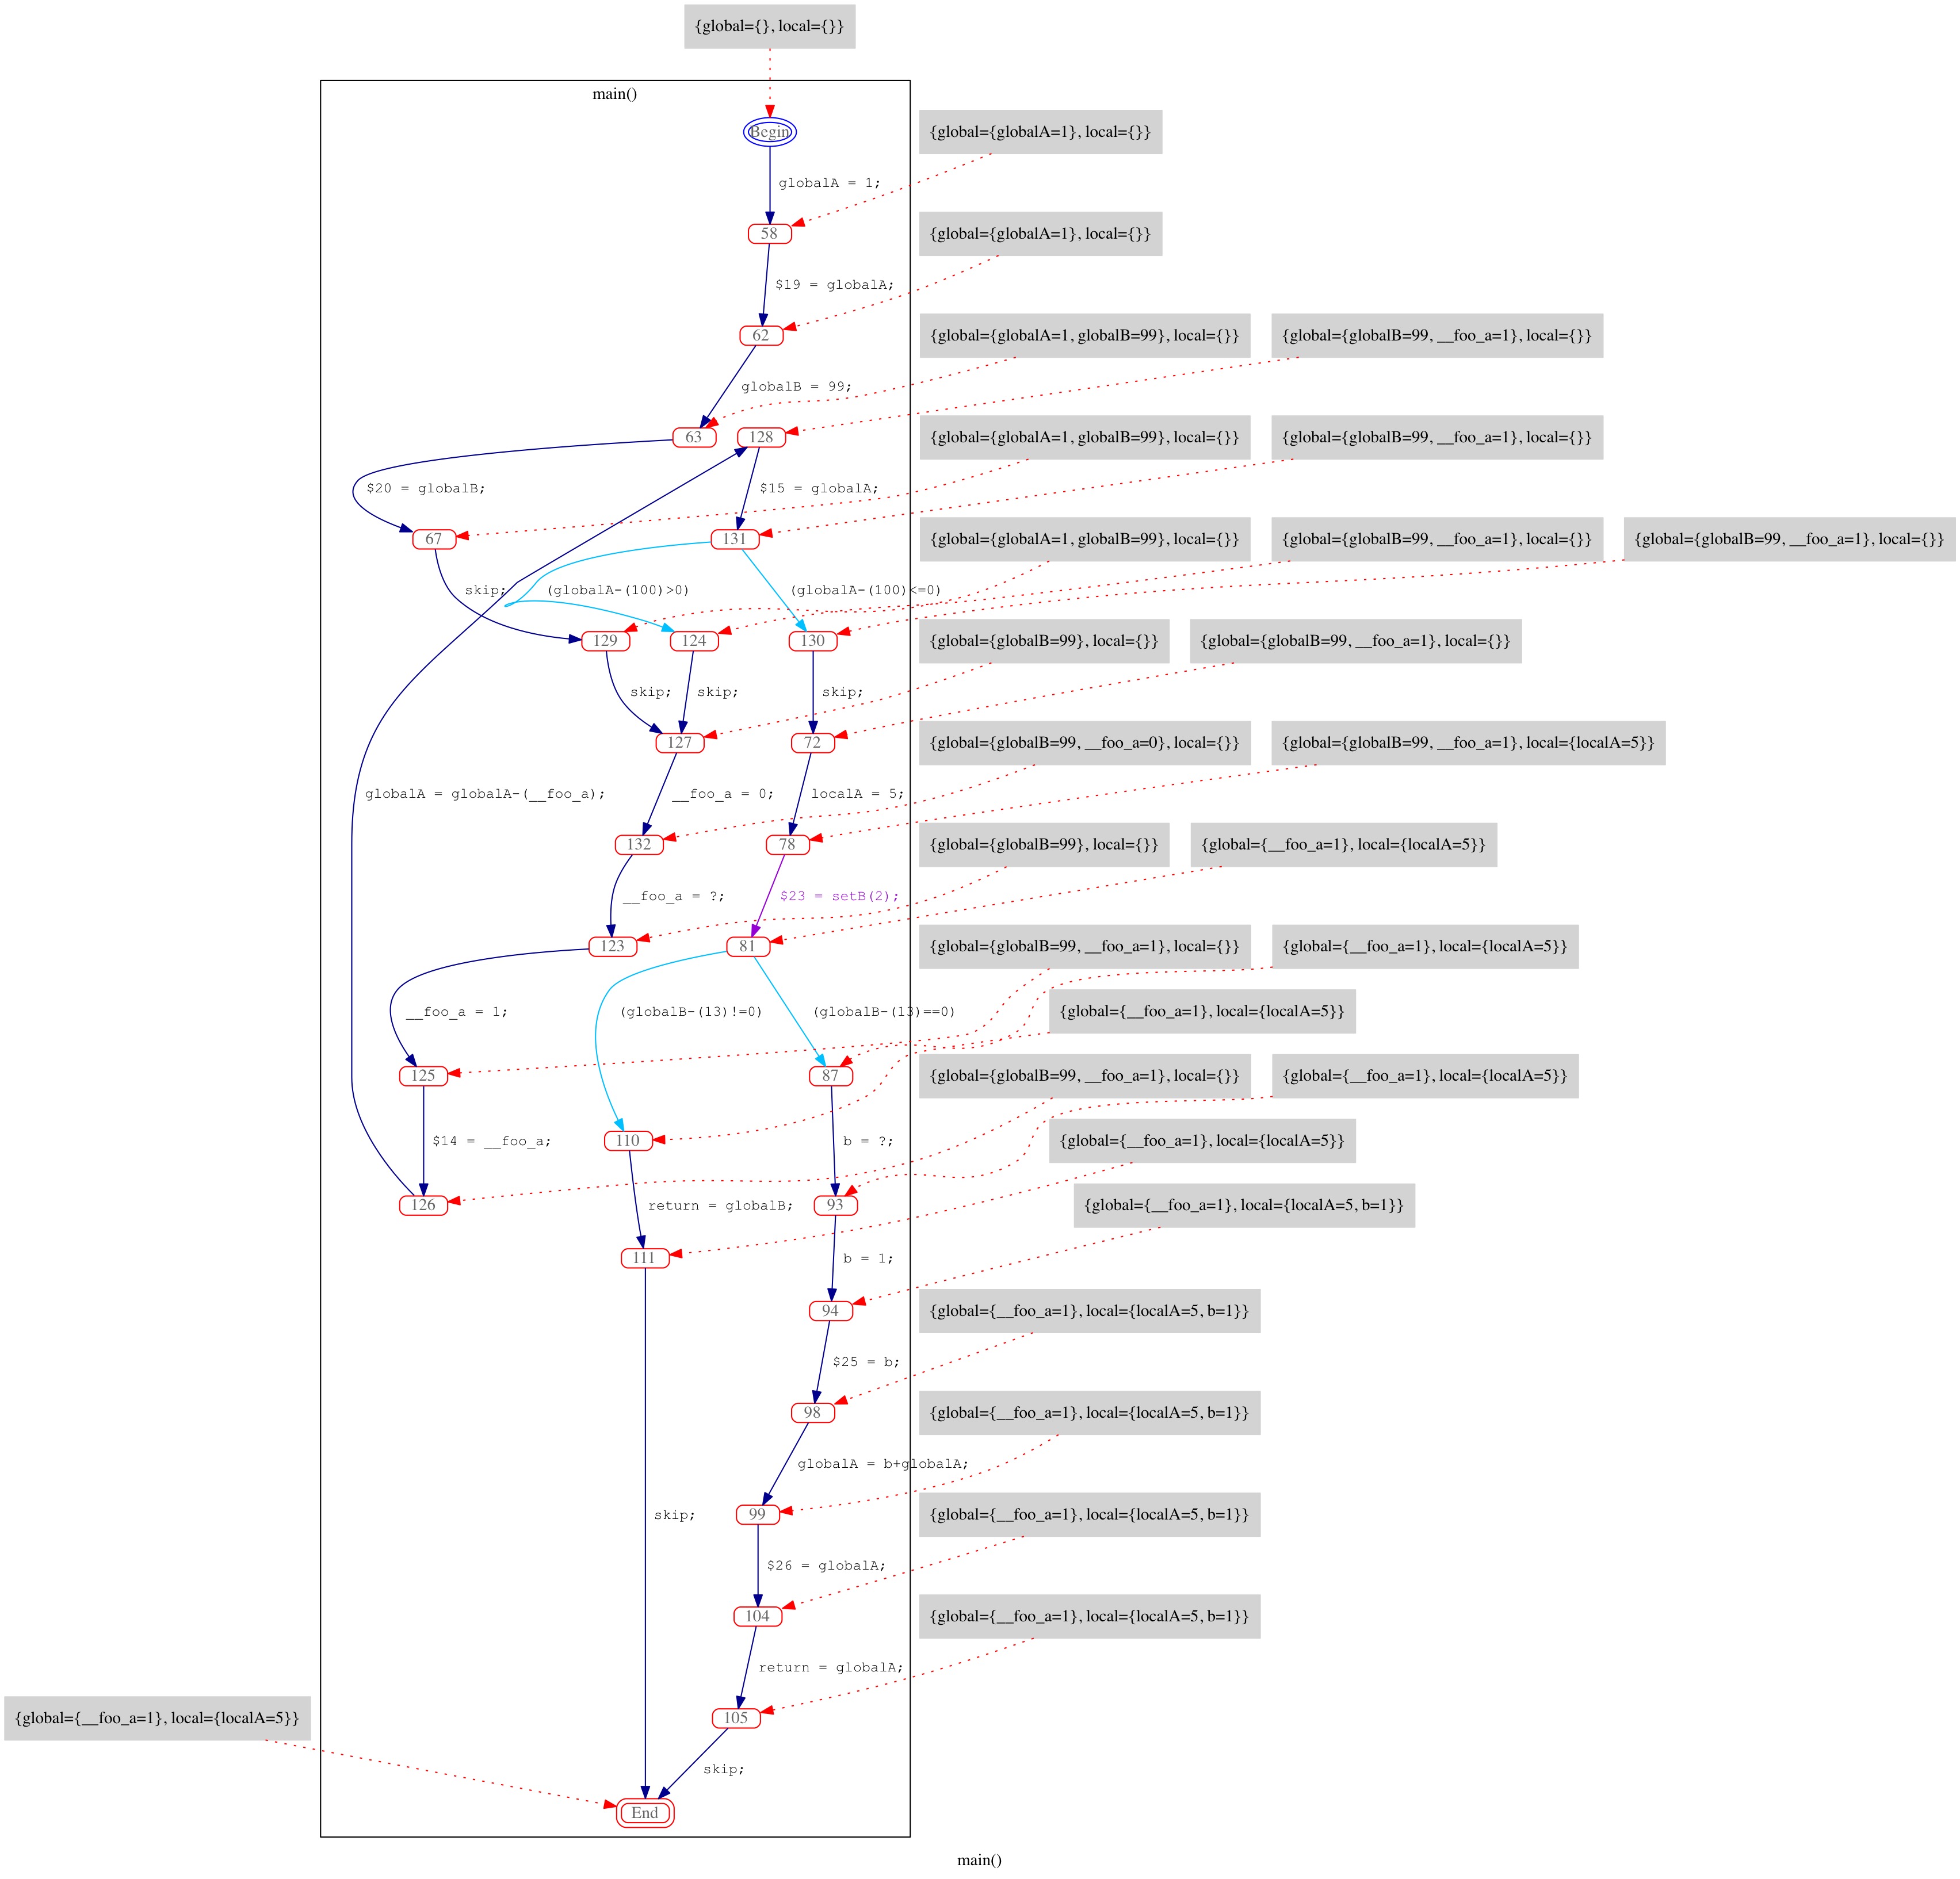 {global={}, local={}}
main()
Begin
{global={globalA=1}, local={}}
globalA = 1;
58
{global={globalA=1}, local={}}
$19 = globalA;
62
{global={globalA=1, globalB=99}, local={}}
{global={globalB=99, __foo_a=1}, local={}}
globalB = 99;
63
128
{global={globalA=1, globalB=99}, local={}}
{global={globalB=99, __foo_a=1}, local={}}
$20 = globalB;
$15 = globalA;
67
131
{global={globalA=1, globalB=99}, local={}}
{global={globalB=99, __foo_a=1}, local={}}
{global={globalB=99, __foo_a=1}, local={}}
skip;
(globalA-(100)>0)
(globalA-(100)<=0)
129
124
130
{global={globalB=99}, local={}}
{global={globalB=99, __foo_a=1}, local={}}
skip;
skip;
skip;
127
72
{global={globalB=99, __foo_a=0}, local={}}
{global={globalB=99, __foo_a=1}, local={localA=5}}
globalA = globalA-(__foo_a);
__foo_a = 0;
localA = 5;
132
78
{global={globalB=99}, local={}}
{global={__foo_a=1}, local={localA=5}}
__foo_a = ?;
$23 = setB(2);
123
81
{global={globalB=99, __foo_a=1}, local={}}
{global={__foo_a=1}, local={localA=5}}
__foo_a = 1;
(globalB-(13)!=0)
(globalB-(13)==0)
{global={__foo_a=1}, local={localA=5}}
125
87
{global={globalB=99, __foo_a=1}, local={}}
{global={__foo_a=1}, local={localA=5}}
$14 = __foo_a;
110
b = ?;
{global={__foo_a=1}, local={localA=5}}
126
return = globalB;
93
{global={__foo_a=1}, local={localA=5, b=1}}
111
b = 1;
94
{global={__foo_a=1}, local={localA=5, b=1}}
$25 = b;
98
{global={__foo_a=1}, local={localA=5, b=1}}
globalA = b+globalA;
skip;
99
{global={__foo_a=1}, local={localA=5, b=1}}
$26 = globalA;
104
{global={__foo_a=1}, local={localA=5, b=1}}
return = globalA;
{global={__foo_a=1}, local={localA=5}}
105
skip;
End
main()